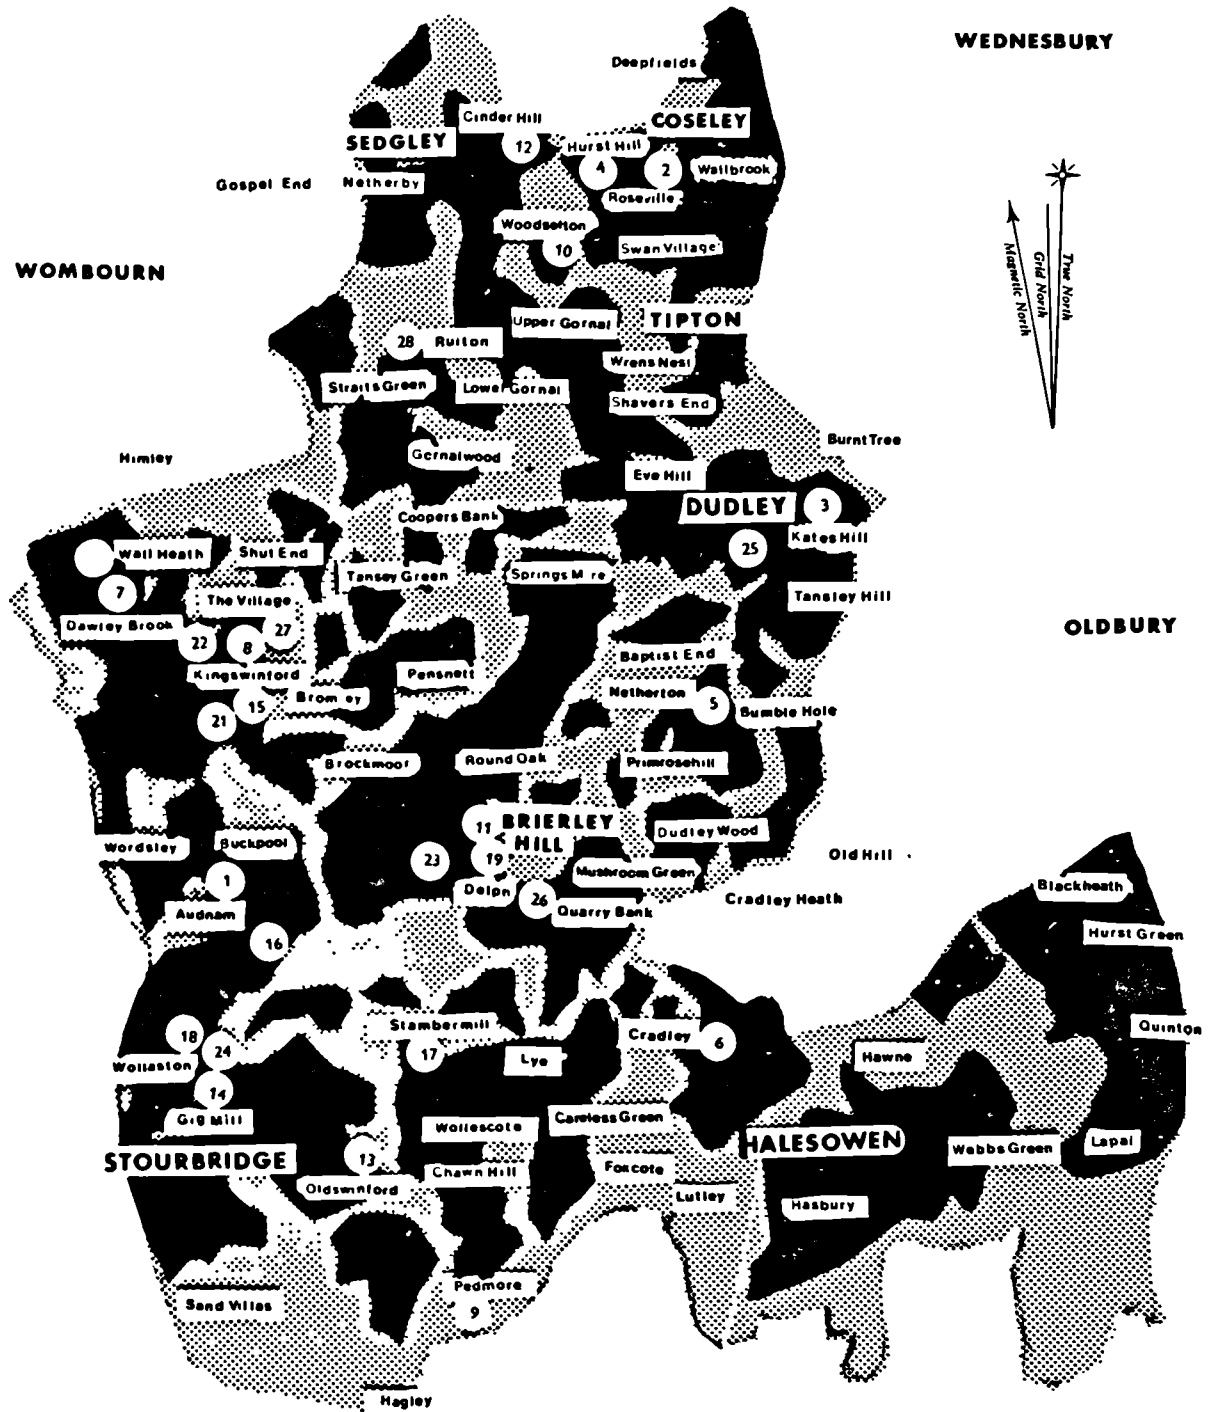 WEDNESBURY
Deepfields
Cinder Hill
COSELEY
SEDGLEY
12
Hurst Hill
4
2
Wallbrook
Gospel End
Netherby
Roseville
Woodsetton
10
Swan Village
WOMBOURN
True North
Grid North
Magnetic North
Upper Gornal
TIPTON
28
Ruiton
Wrens Nest
Straits Green
Lower Gornal
Shavers End
Burnt Tree
Himley
Gornalwood
Eve Hill
DUDLEY
3
Coopers Bank
Kates Hill
Wall Heath
Shut End
25
7
Tansey Green
Springs Mire
The Village
Tansley Hill
Dawley Brook
22
8
27
OLDBURY
Baptist End
Kingswinford
Pensnett
Bromley
Netherton
5
Bumble Hole
21
15
Brockmoor
Round Oak
Primrosehill
11
BRIERLEY
HILL
Wordsley
Buckpool
Dudley Wood
23
19
Old Hill
1
Mushroom Green
Delph
26
Cradley Heath
Blackheath
Audnam
Quarry Bank
16
Hurst Green
18
Stambermill
Quinton
24
17
Cradley
6
Wollaston
Lye
Hawne
14
Gig Mill
Careless Green
Wollescote
HALESOWEN
Webbs Green
Lapal
STOURBRIDGE
13
Chawn Hill
Foxcote
Oldswinford
Lutley
Hasbury
Pedmore
Sand Villas
9
Hagley